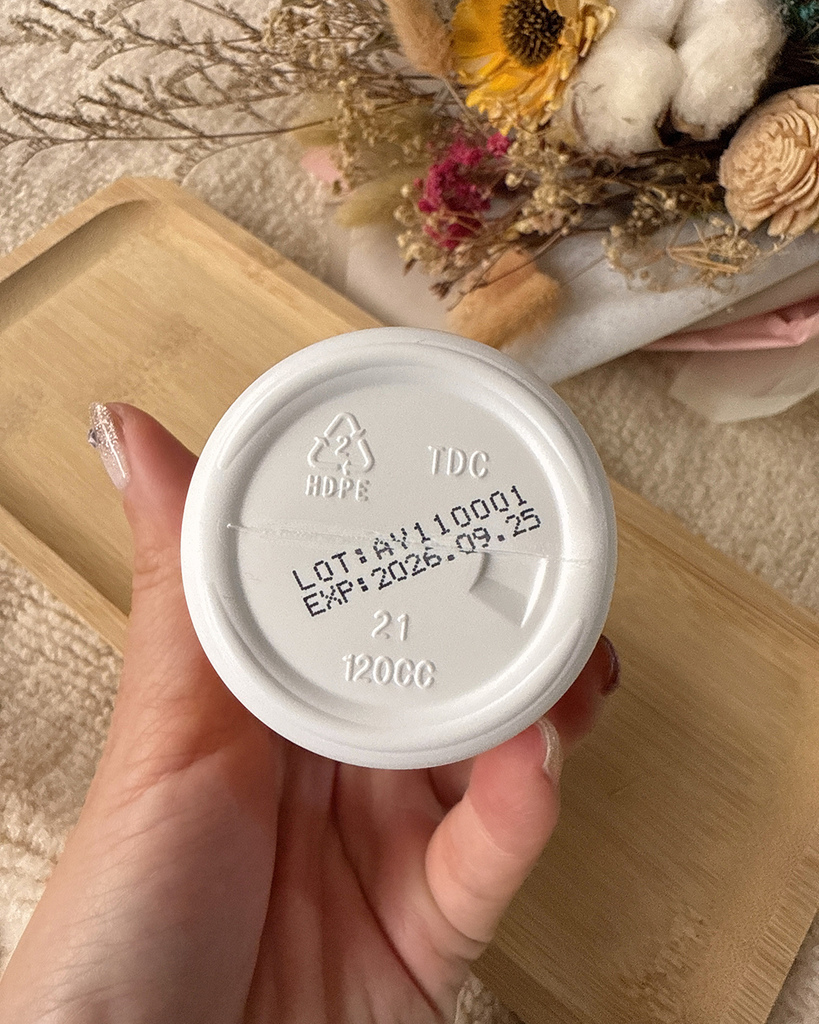 2
HDPE
TDC
LOT:AY110001
EXP:2026.09.25
21
120CC